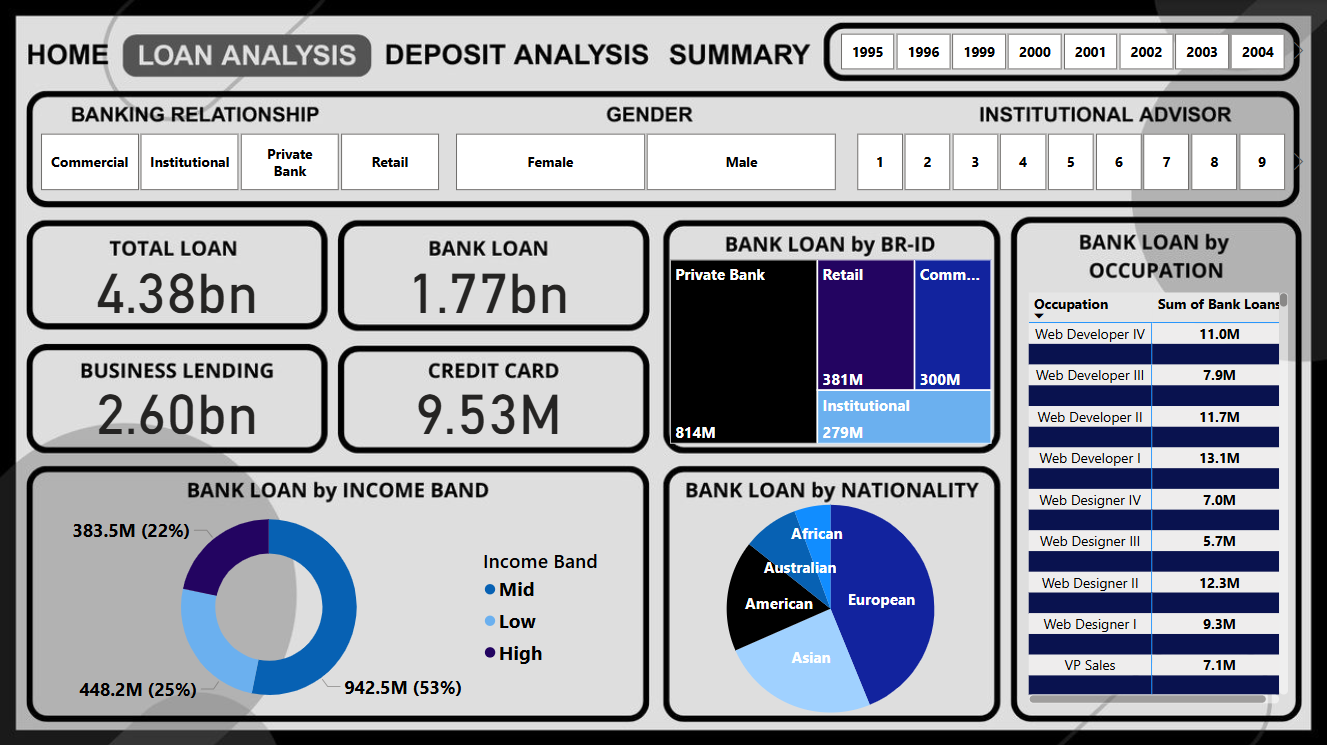 HOME LOAN ANALYSIS DEPOSIT ANALYSIS SUMMARY
1995 1996 1999 2000 2001 2002 2003 2004
BANKING RELATIONSHIP
Commercial Institutional Private Bank Retail
GENDER
Female Male
INSTITUTIONAL ADVISOR
1 2 3 4 5 6 7 8 9
TOTAL LOAN
4.38bn
BANK LOAN
1.77bn
BUSINESS LENDING
2.60bn
CREDIT CARD
9.53M
BANK LOAN by BR-ID
Private Bank
814M
Retail
381M
Comm...
300M
Institutional
279M
BANK LOAN by
OCCUPATION
Occupation Sum of Bank Loans
Web Developer IV 11.0M
Web Developer III 7.9M
Web Developer II 11.7M
Web Developer I 13.1M
Web Designer IV 7.0M
Web Designer III 5.7M
Web Designer II 12.3M
Web Designer I 9.3M
VP Sales 7.1M
BANK LOAN by INCOME BAND
383.5M (22%)
448.2M (25%)
942.5M (53%)
Income Band
Mid
Low
High
BANK LOAN by NATIONALITY
African
Australian
American
European
Asian